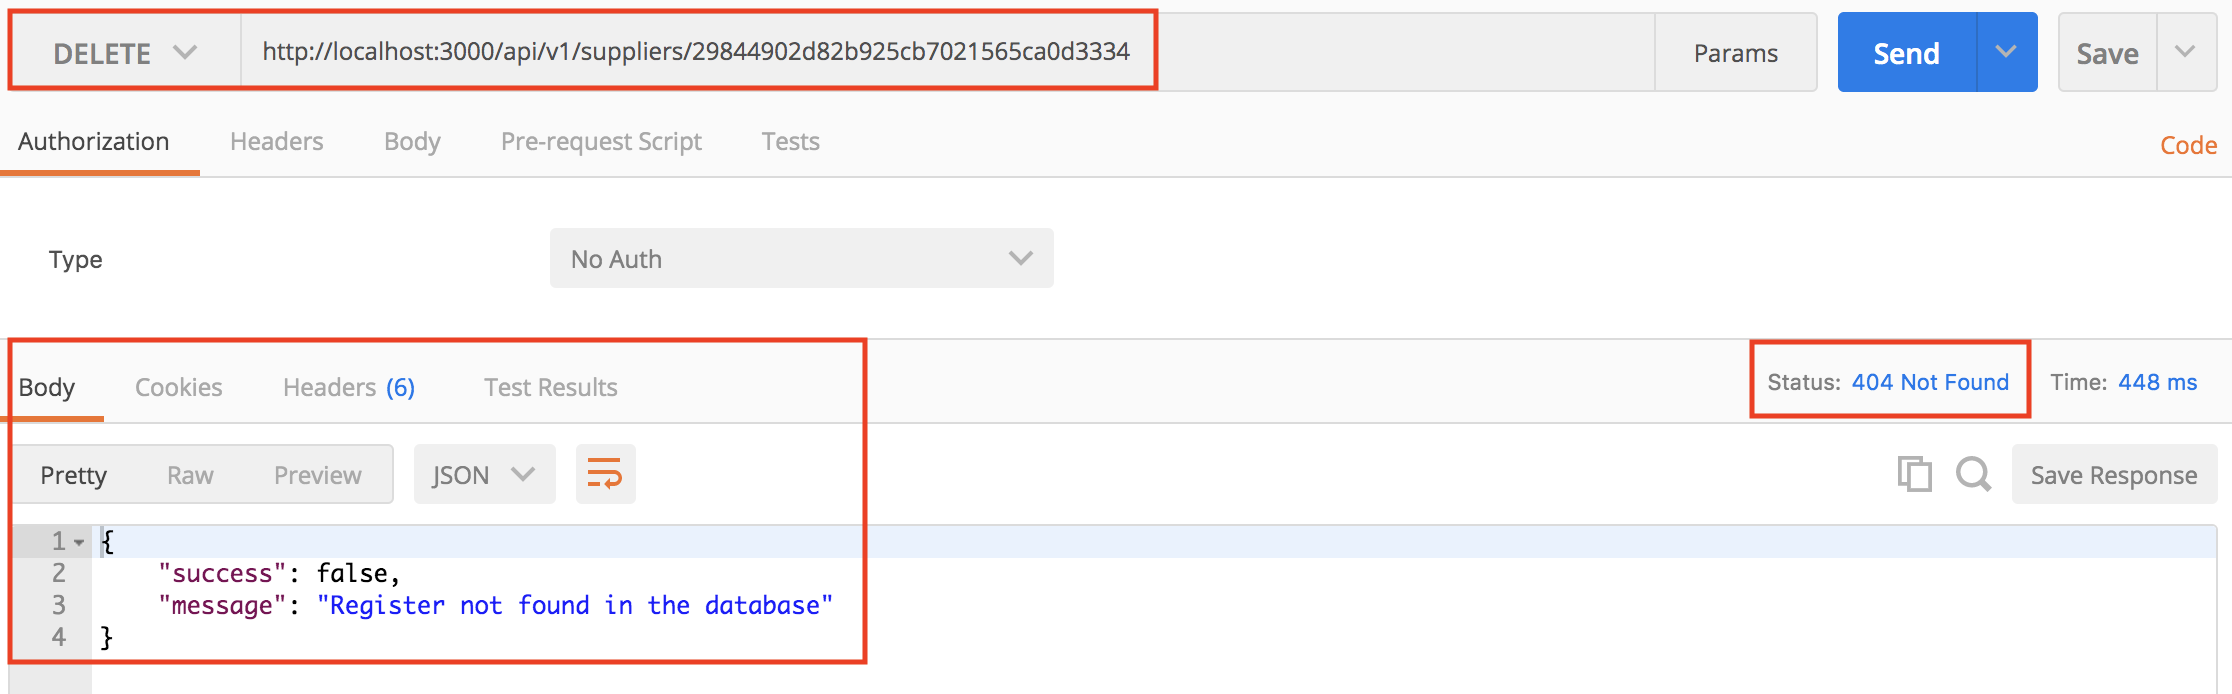 DELETE http://localhost:3000/api/v1/suppliers/29844902d82b925cb7021565ca0d3334 Params Send Save
Authorization Headers Body Pre-request Script Tests Code
Type No Auth
Body Cookies Headers (6) Test Results Status: 404 Not Found Time: 448 ms
Pretty Raw Preview JSON Save Response
1 {
2 "success": false,
3 "message": "Register not found in the database"
4 }